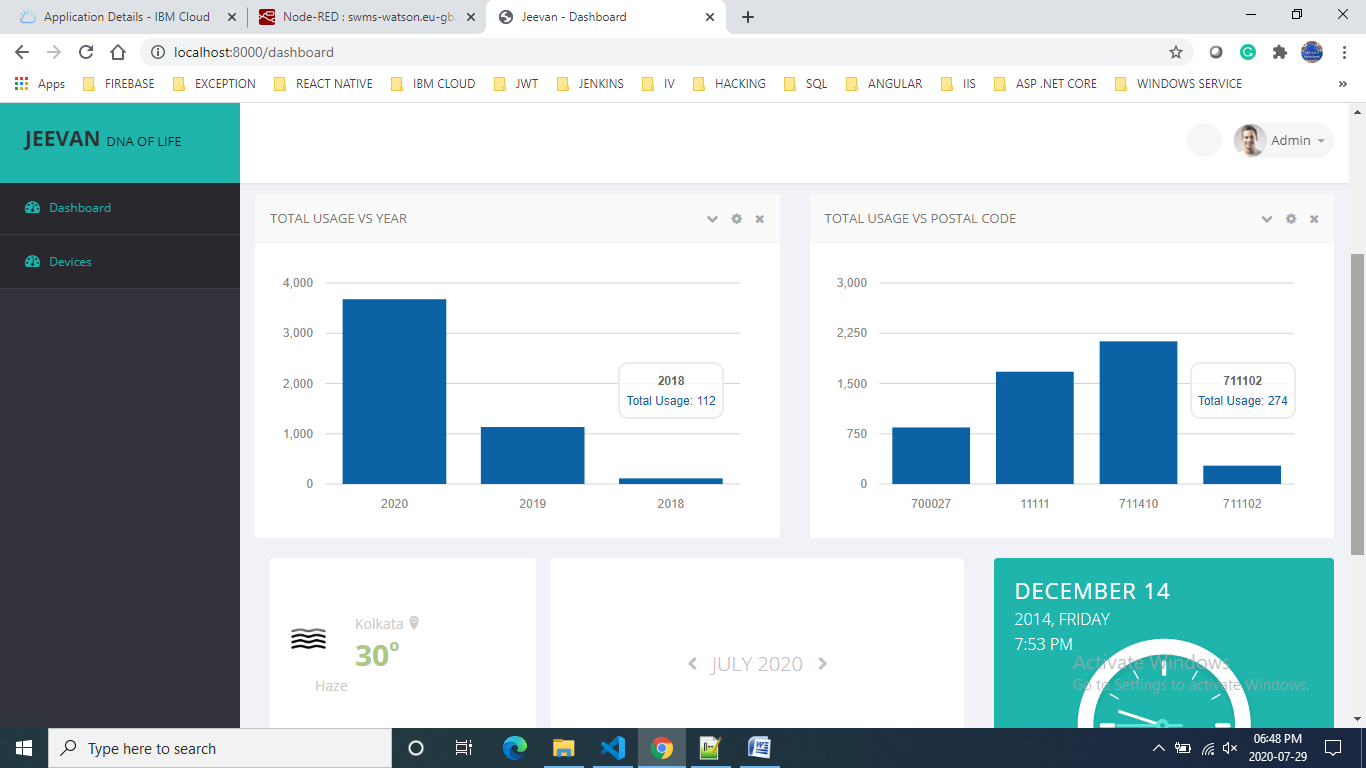 Application Details - IBM Cloud
Node-RED : swms-watson.eu-gb.
Jeevan - Dashboard
localhost:8000/dashboard
Apps
FIREBASE
EXCEPTION
REACT NATIVE
IBM CLOUD
JWT
JENKINS
IV
HACKING
SQL
ANGULAR
IIS
ASP .NET CORE
WINDOWS SERVICE
JEEVAN DNA OF LIFE
Admin
Dashboard
Devices
TOTAL USAGE VS YEAR
4,000
3,000
2,000
1,000
0
2018
Total Usage: 112
2020
2019
2018
TOTAL USAGE VS POSTAL CODE
3,000
2,250
1,500
750
0
711102
Total Usage: 274
700027
11111
711410
711102
Kolkata
30°
Haze
JULY 2020
DECEMBER 14
2014, FRIDAY
7:53 PM
Activate Windows
Go to Settings to activate Windows.
Type here to search
06:48 PM
2020-07-29